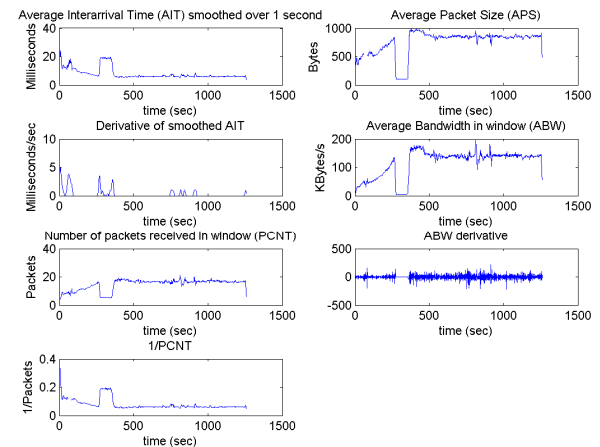 Average Interarrival Time (AIT) smoothed over 1 second
Milliseconds
40
20
0
0
500
1000
1500
time (sec)
Average Packet Size (APS)
Bytes
1000
500
0
0
500
1000
1500
time (sec)
Derivative of smoothed AIT
Milliseconds/sec
10
5
0
0
500
1000
1500
time (sec)
Average Bandwidth in window (ABW)
KBytes/s
200
100
0
0
500
1000
1500
time (sec)
Number of packets received in window (PCNT)
Packets
40
20
0
0
500
1000
1500
time (sec)
ABW derivative
500
0
-500
0
500
1000
1500
time (sec)
1/PCNT
1/Packets
0.4
0.2
0
0
500
1000
1500
time (sec)